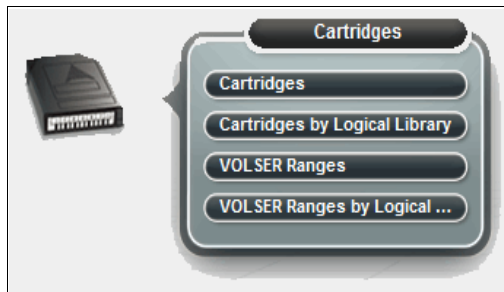 Cartridges
Cartridges
Cartridges by Logical Library
VOLSER Ranges
VOLSER Ranges by Logical ...